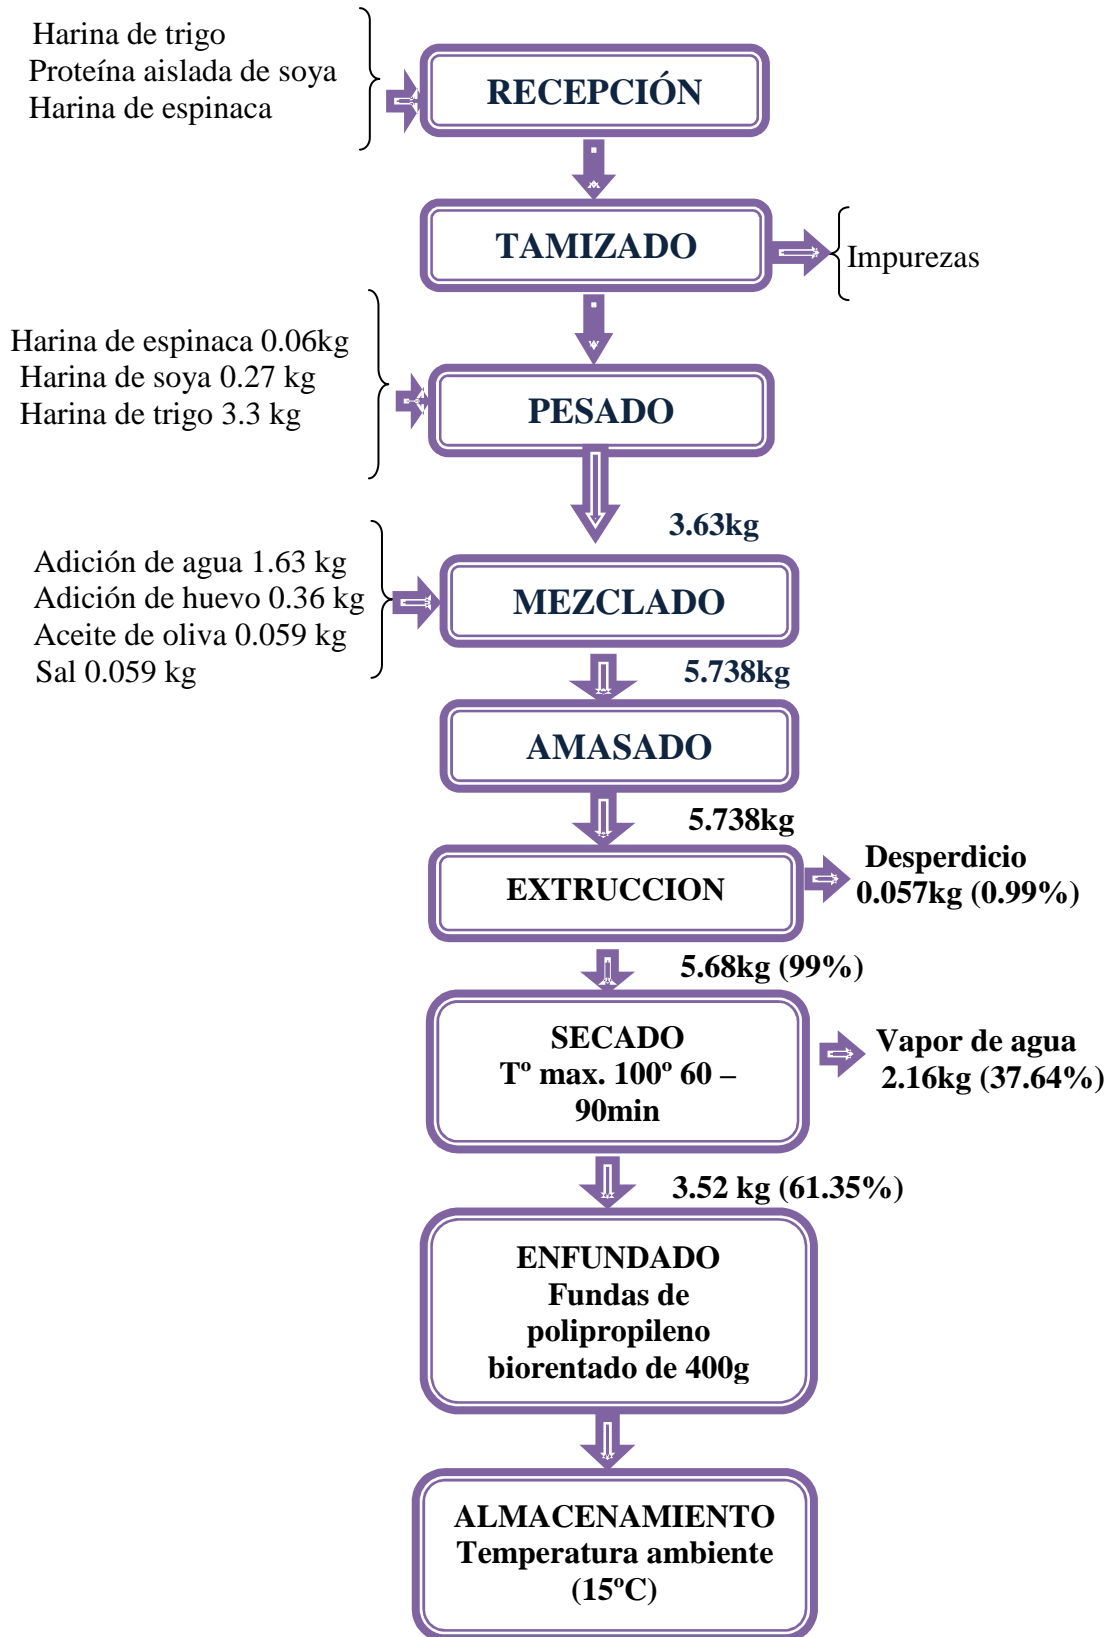 Harina de trigo
Proteína aislada de soya
Harina de espinaca
RECEPCIÓN
TAMIZADO
Impurezas
Harina de espinaca 0.06kg
Harina de soya 0.27 kg
Harina de trigo 3.3 kg
PESADO
3.63kg
Adición de agua 1.63 kg
Adición de huevo 0.36 kg
Aceite de oliva 0.059 kg
Sal 0.059 kg
MEZCLADO
5.738kg
AMASADO
5.738kg
EXTRUCCION
Desperdicio
0.057kg (0.99%)
5.68kg (99%)
SECADO
Tº max. 100º 60 –
90min
Vapor de agua
2.16kg (37.64%)
3.52 kg (61.35%)
ENFUNDADO
Fundas de
polipropileno
biorentado de 400g
ALMACENAMIENTO
Temperatura ambiente
(15ºC)